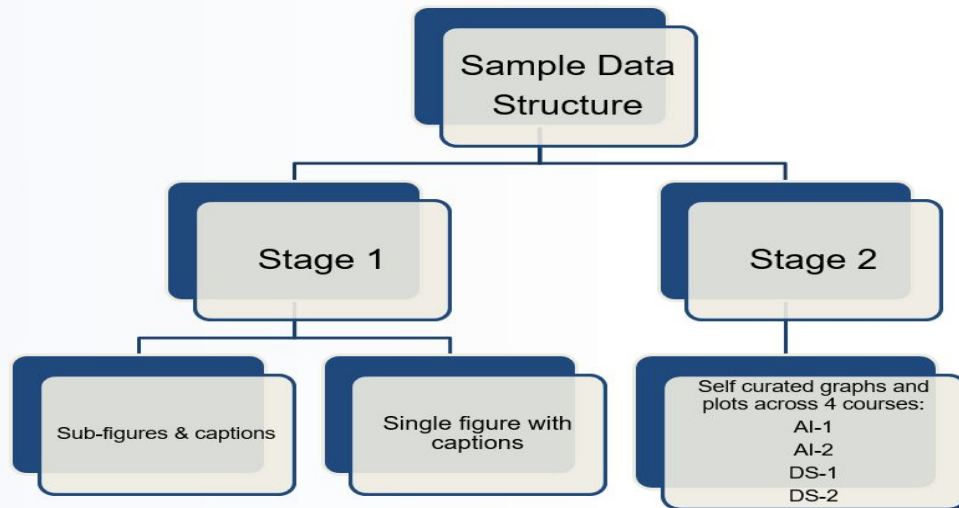 Sample Data
Structure
Stage 1
Stage 2
Sub-figures & captions
Single figure with
captions
Self curated graphs and
plots across 4 courses:
AI-1
AI-2
DS-1
DS-2